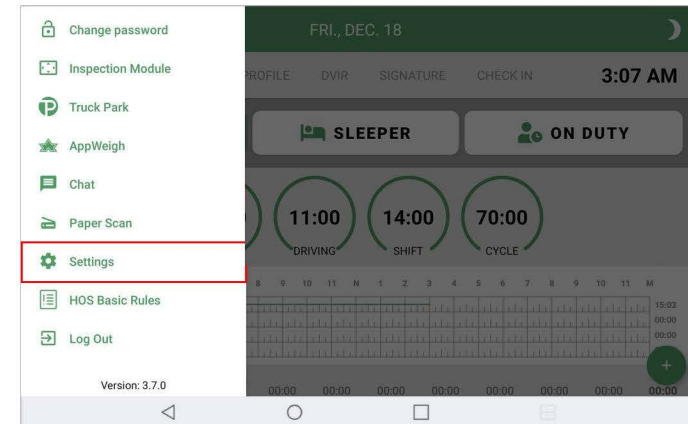 Change password
Inspection Module
Truck Park
AppWeigh
Chat
Paper Scan
Settings
HOS Basic Rules
Log Out
Version: 3.7.0
FRI., DEC. 18
PROFILE DVIR SIGNATURE CHECK IN 3:07 AM
SLEEPER ON DUTY
11:00 14:00 70:00
DRIVING SHIFT CYCLE
8 9 10 11 N 1 2 3 4 5 6 7 8 9 10 11 M
15:03
00:00
00:00
00:00 00:00 00:00 00:00 00:00 00:00 00:00 00:00